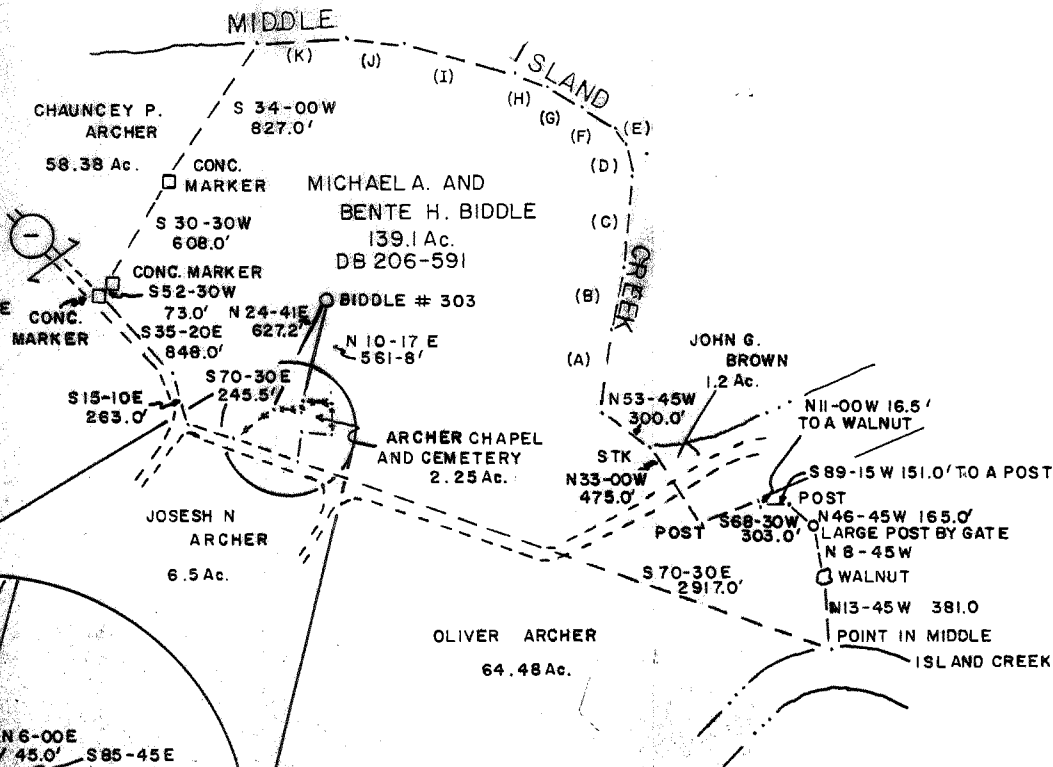 MIDDLE
ISLAND
CREEK
(K)
(J)
(I)
(H)
(G)
(F)
(E)
(D)
(C)
(B)
(A)
CHAUNCEY P.
ARCHER
58.38 Ac.
S 34-00W
827.0'
CONC.
MARKER
MICHAEL A. AND
BENTE H. BIDDLE
139.1 Ac.
DB 206-591
S 30-30W
608.0'
CONC. MARKER
S52-30W
73.0'
E
CONC.
MARKER
BIDDLE # 303
N 24-41E
627.2'
N 10-17 E
561-8'
S35-20E
848.0'
S70-30E
245.5'
S15-10E
263.0'
JOHN G.
BROWN
1.2 Ac.
N53-45W
300.0'
STK
N33-00W
475.0'
N11-00W 16.5'
TO A WALNUT
S89-15W 151.0' TO A POST
POST
ARCHER CHAPEL
AND CEMETERY
2.25 Ac.
POST
S68-30W
303.0'
N46-45W 165.0'
LARGE POST BY GATE
N 8-45W
WALNUT
JOSESH N
ARCHER
6.5 Ac.
S 70-30E
2917.0'
N13-45W 381.0
POINT IN MIDDLE
ISLAND CREEK
OLIVER ARCHER
64.48 Ac.
N 6-00E
45.0'
S85-45E